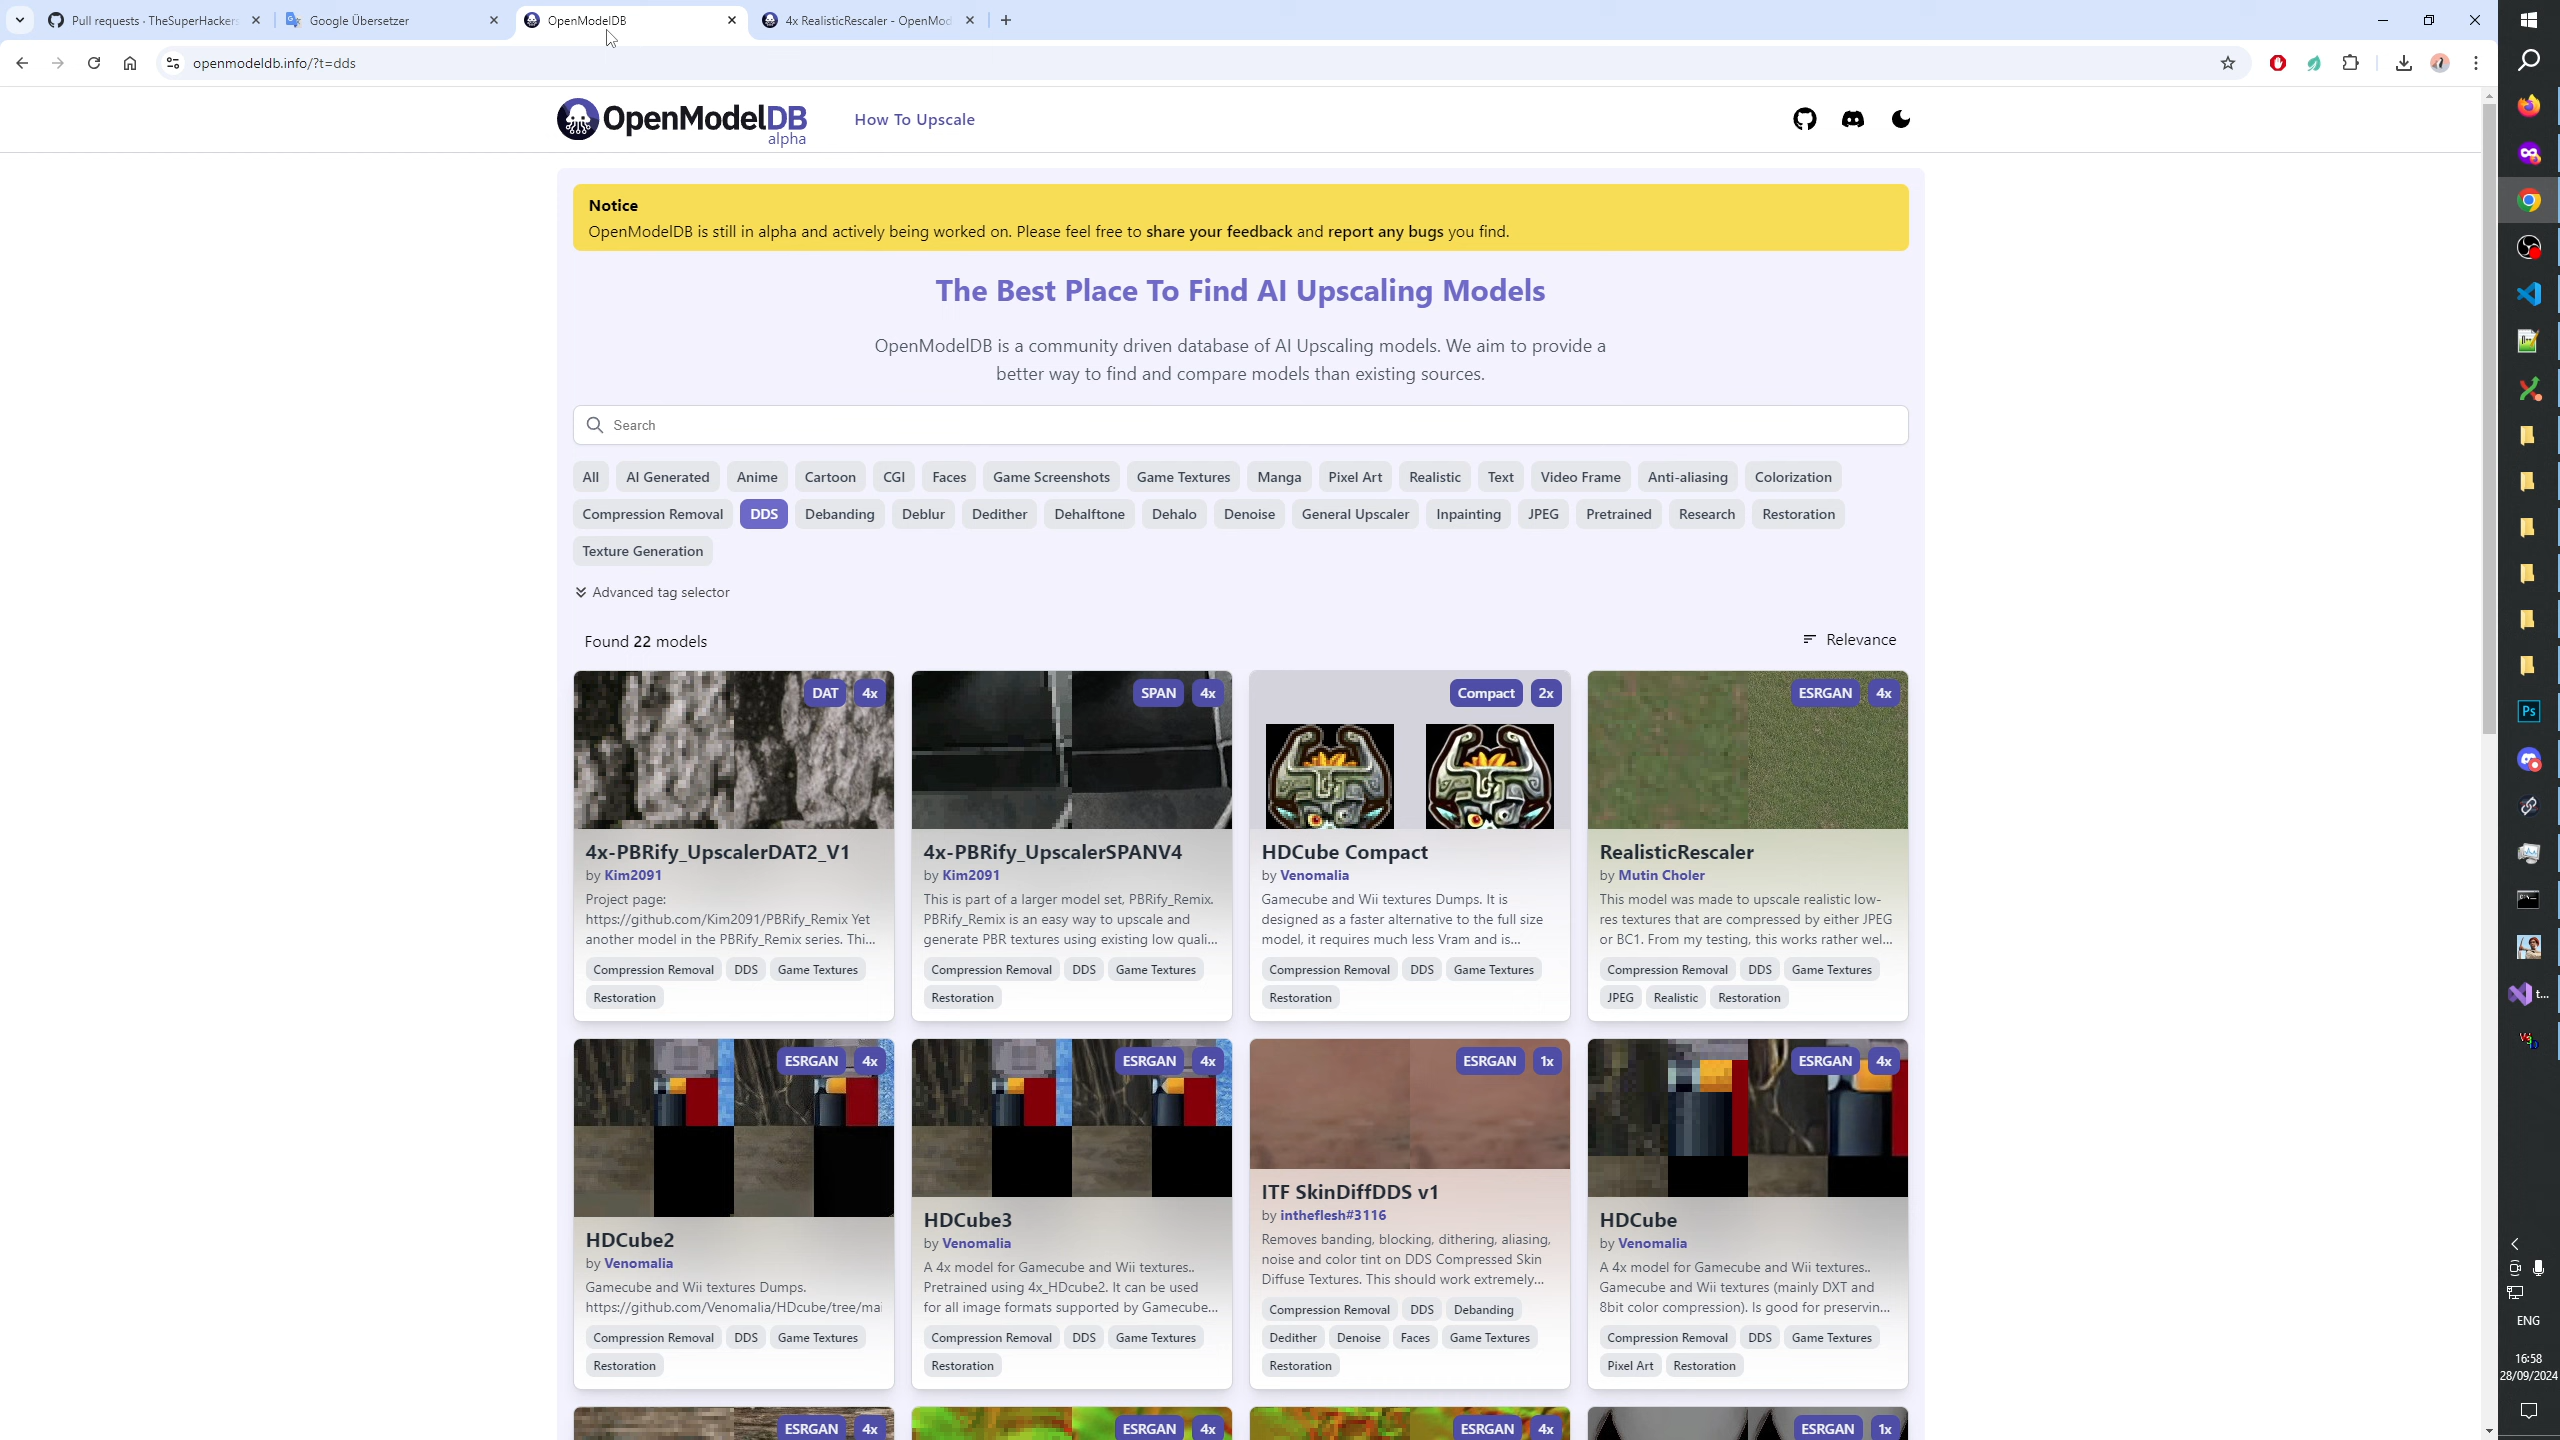 Pull requests · TheSuperHackers
Google Übersetzer
OpenModelDB
4x RealisticRescaler - OpenMod
openmodeldb.info/?t=dds
OpenModelDB
alpha
How To Upscale
Notice
OpenModelDB is still in alpha and actively being worked on. Please feel free to share your feedback and report any bugs you find.
The Best Place To Find AI Upscaling Models
OpenModelDB is a community driven database of AI Upscaling models. We aim to provide a
better way to find and compare models than existing sources.
Search
All AI Generated Anime Cartoon CGI Faces Game Screenshots Game Textures Manga Pixel Art Realistic Text Video Frame Anti-aliasing Colorization
Compression Removal DDS Debanding Deblur Dedither Dehalftone Dehalo Denoise General Upscaler Inpainting JPEG Pretrained Research Restoration
Texture Generation
Advanced tag selector
Found 22 models
Relevance
DAT 4x
4x-PBRify_UpscalerDAT2_V1
by Kim2091
Project page:
https://github.com/Kim2091/PBRify_Remix Yet
another model in the PBRify_Remix series. Thi...
Compression Removal DDS Game Textures
Restoration
SPAN 4x
4x-PBRify_UpscalerSPANV4
by Kim2091
This is part of a larger model set, PBRify_Remix.
PBRify_Remix is an easy way to upscale and
generate PBR textures using existing low quali...
Compression Removal DDS Game Textures
Restoration
Compact 2x
HDCube Compact
by Venomalia
Gamecube and Wii textures Dumps. It is
designed as a faster alternative to the full size
model, it requires much less Vram and is...
Compression Removal DDS Game Textures
Restoration
ESRGAN 4x
RealisticRescaler
by Mutin Choler
This model was made to upscale realistic low-
res textures that are compressed by either JPEG
or BC1. From my testing, this works rather wel...
Compression Removal DDS Game Textures
JPEG Realistic Restoration
ESRGAN 4x
HDCube2
by Venomalia
Gamecube and Wii textures Dumps.
https://github.com/Venomalia/HDcube/tree/mai
Compression Removal DDS Game Textures
Restoration
ESRGAN 4x
HDCube3
by Venomalia
A 4x model for Gamecube and Wii textures..
Pretrained using 4x_HDcube2. It can be used
for all image formats supported by Gamecube...
Compression Removal DDS Game Textures
Restoration
ESRGAN 1x
ITF SkinDiffDDS v1
by intheflesh#3116
Removes banding, blocking, dithering, aliasing,
noise and color tint on DDS Compressed Skin
Diffuse Textures. This should work extremely...
Compression Removal DDS Debanding
Dedither Denoise Faces Game Textures
Restoration
ESRGAN 4x
HDCube
by Venomalia
A 4x model for Gamecube and Wii textures..
Gamecube and Wii textures (mainly DXT and
8bit color compression). Is good for preservin...
Compression Removal DDS Game Textures
Pixel Art Restoration
ESRGAN 4x
ESRGAN 4x
ESRGAN 4x
ESRGAN 1x
Ps
t...
ENG
16:58
28/09/2024